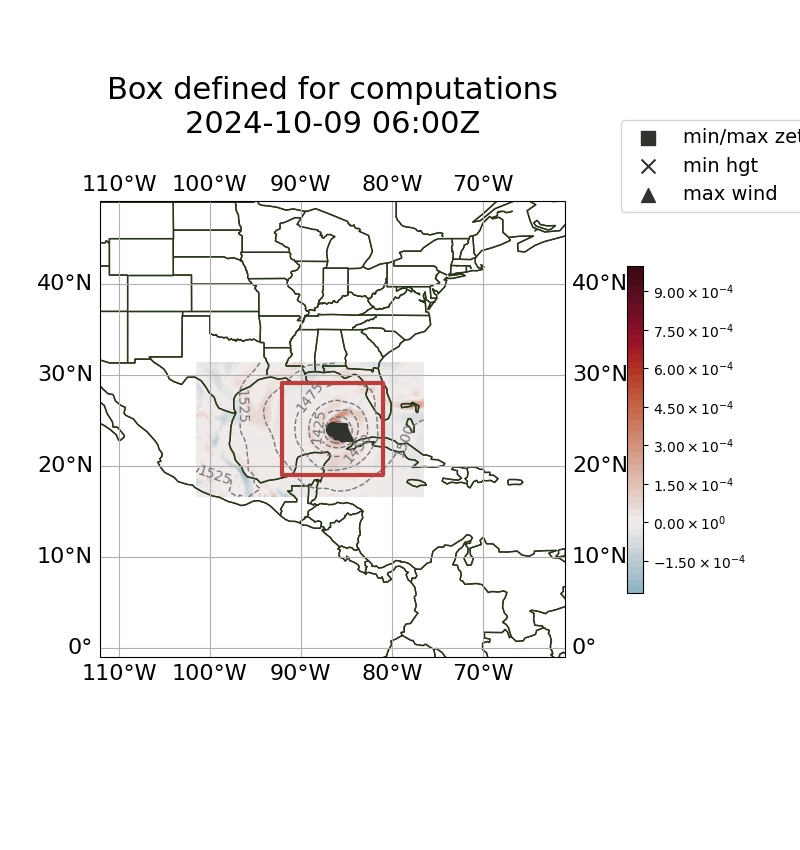 Box defined for computations
2024-10-09 06:00Z
min/max zet
min hgt
max wind
110°W 100°W 90°W 80°W 70°W
40°N 40°N
30°N 30°N
20°N 20°N
10°N 10°N
0° 0°
110°W 100°W 90°W 80°W 70°W
1525
1475
1425
1500
1525
9.00 × 10⁻⁴
7.50 × 10⁻⁴
6.00 × 10⁻⁴
4.50 × 10⁻⁴
3.00 × 10⁻⁴
1.50 × 10⁻⁴
0.00 × 10⁰
−1.50 × 10⁻⁴